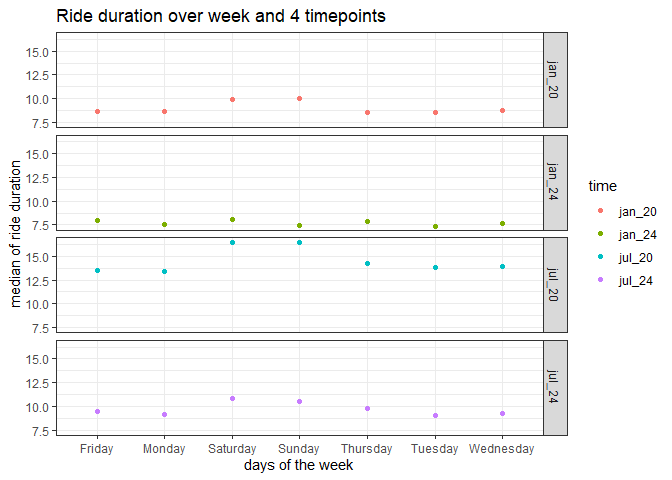 Ride duration over week and 4 timepoints
median of ride duration
15.0
12.5
10.0
7.5
jan_20
15.0
12.5
10.0
7.5
jan_24
15.0
12.5
10.0
7.5
jul_20
15.0
12.5
10.0
7.5
jul_24
Friday Monday Saturday Sunday Thursday Tuesday Wednesday
days of the week
time
jan_20
jan_24
jul_20
jul_24